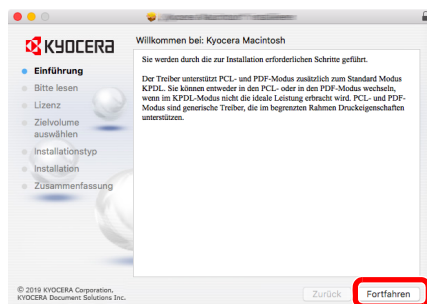 KYOCERA
Willkommen bei: Kyocera Macintosh
Einführung
Bitte lesen
Lizenz
Zielvolume
auswählen
Installationstyp
Installation
Zusammenfassung
Sie werden durch die zur Installation erforderlichen Schritte geführt.
Der Treiber unterstützt PCL- und PDF-Modus zusätzlich zum Standard Modus
KPDL. Sie können entweder in den PCL- oder in den PDF-Modus wechseln,
wenn im KPDL-Modus nicht die ideale Leistung erbracht wird. PCL- und PDF-
Modus sind generische Treiber, die im begrenzten Rahmen Druckeigenschaften
unterstützen.
© 2019 KYOCERA Corporation,
KYOCERA Document Solutions Inc.
Zurück
Fortfahren